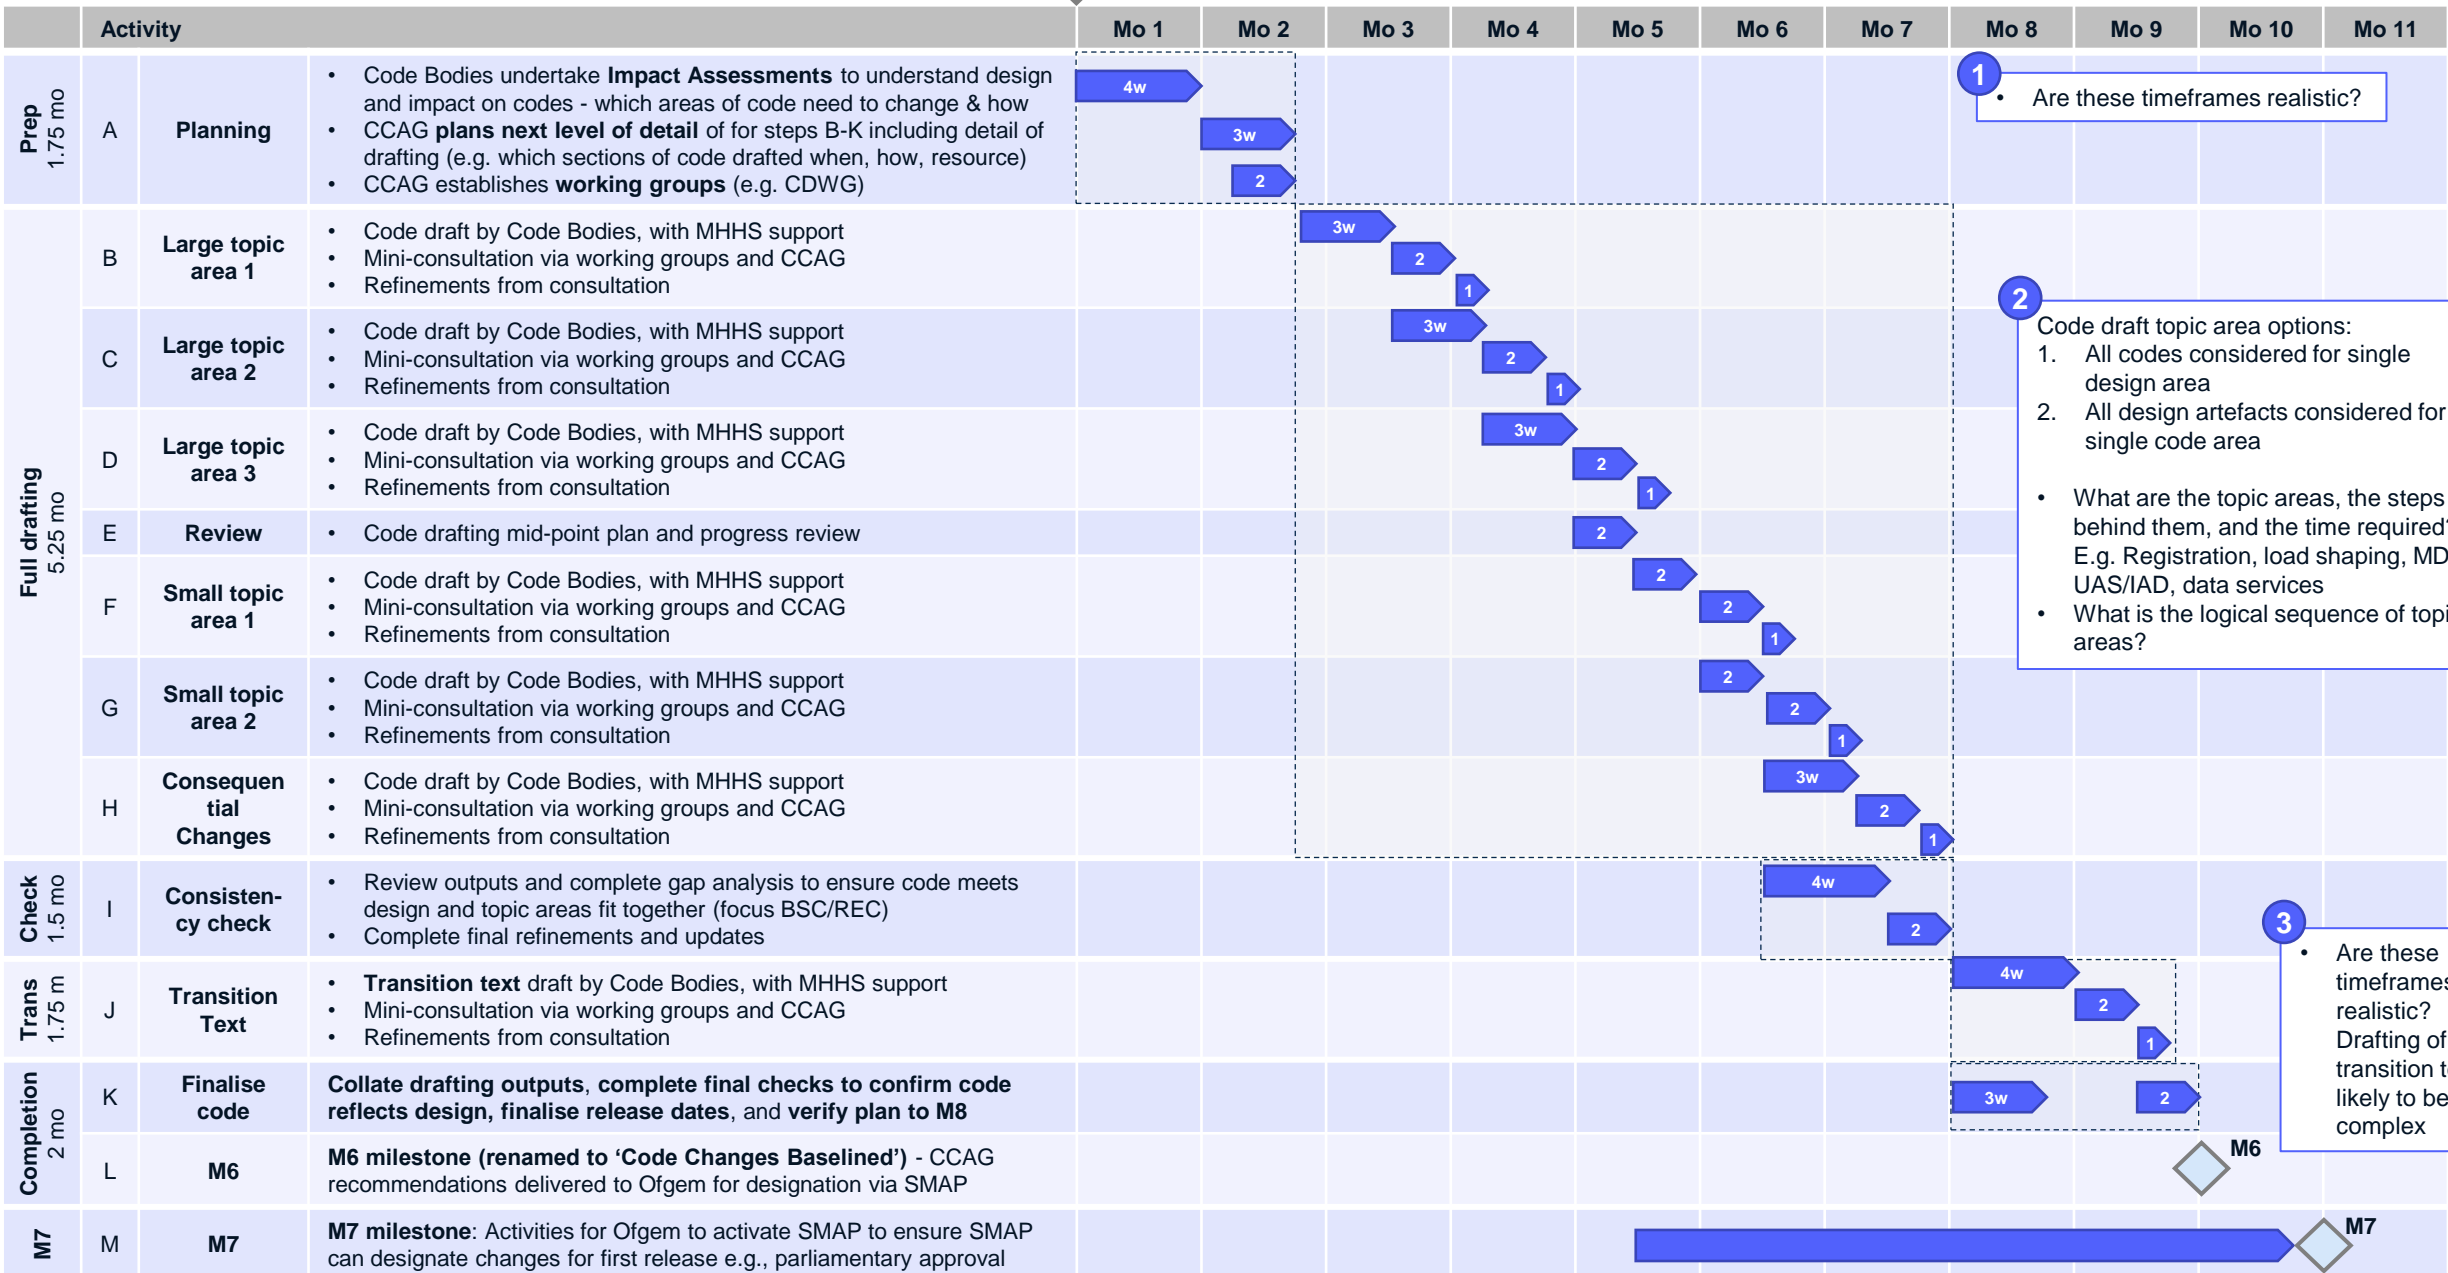 Activity Mo 1 Mo 2 Mo 3 Mo 4 Mo 5 Mo 6 Mo 7 Mo 8 Mo 9 Mo 10 Mo 11
Prep
1.75 mo
A
Planning
• Code Bodies undertake Impact Assessments to understand design
and impact on codes - which areas of code need to change & how
• CCAG plans next level of detail of for steps B-K including detail of
drafting (e.g. which sections of code drafted when, how, resource)
• CCAG establishes working groups (e.g. CDWG)
4w
3w
2
1
• Are these timeframes realistic?
Full drafting
5.25 mo
B
Large topic
area 1
• Code draft by Code Bodies, with MHHS support
• Mini-consultation via working groups and CCAG
• Refinements from consultation
3w
2
1
C
Large topic
area 2
• Code draft by Code Bodies, with MHHS support
• Mini-consultation via working groups and CCAG
• Refinements from consultation
3w
2
1
D
Large topic
area 3
• Code draft by Code Bodies, with MHHS support
• Mini-consultation via working groups and CCAG
• Refinements from consultation
3w
2
1
E
Review
• Code drafting mid-point plan and progress review
2
F
Small topic
area 1
• Code draft by Code Bodies, with MHHS support
• Mini-consultation via working groups and CCAG
• Refinements from consultation
2
2
1
G
Small topic
area 2
• Code draft by Code Bodies, with MHHS support
• Mini-consultation via working groups and CCAG
• Refinements from consultation
2
2
1
H
Consequen
tial
Changes
• Code draft by Code Bodies, with MHHS support
• Mini-consultation via working groups and CCAG
• Refinements from consultation
3w
2
1
2
Code draft topic area options:
1. All codes considered for single
design area
2. All design artefacts considered for
single code area
• What are the topic areas, the steps
behind them, and the time required?
E.g. Registration, load shaping, MD
UAS/IAD, data services
• What is the logical sequence of topi
areas?
Check
1.5 mo
I
Consisten-
cy check
• Review outputs and complete gap analysis to ensure code meets
design and topic areas fit together (focus BSC/REC)
• Complete final refinements and updates
4w
2
Trans
1.75 m
J
Transition
Text
• Transition text draft by Code Bodies, with MHHS support
• Mini-consultation via working groups and CCAG
• Refinements from consultation
4w
2
1
3
• Are these
timeframes
realistic?
Drafting of
transition t
likely to be
complex
Completion
2 mo
K
Finalise
code
Collate drafting outputs, complete final checks to confirm code
reflects design, finalise release dates, and verify plan to M8
3w
2
L
M6
M6 milestone (renamed to ‘Code Changes Baselined’) - CCAG
recommendations delivered to Ofgem for designation via SMAP
M6
M7
M
M7
M7 milestone: Activities for Ofgem to activate SMAP to ensure SMAP
can designate changes for first release e.g., parliamentary approval
M7